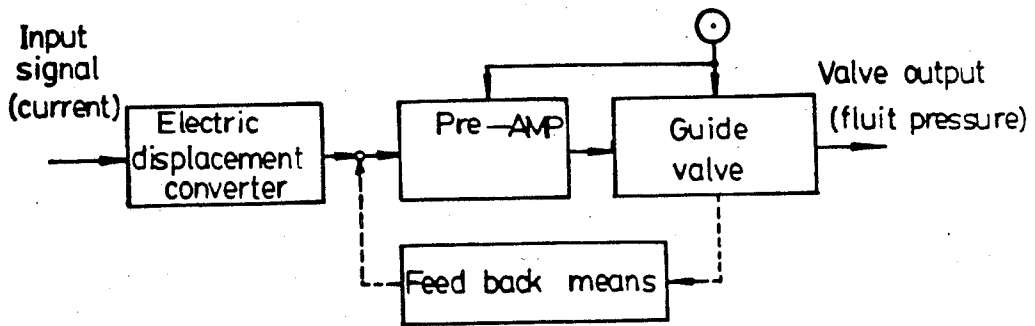 Input
signal
(current)
Electric
displacement
converter
Pre-AMP
Guide
valve
Valve output
(fluit pressure)
Feed back means